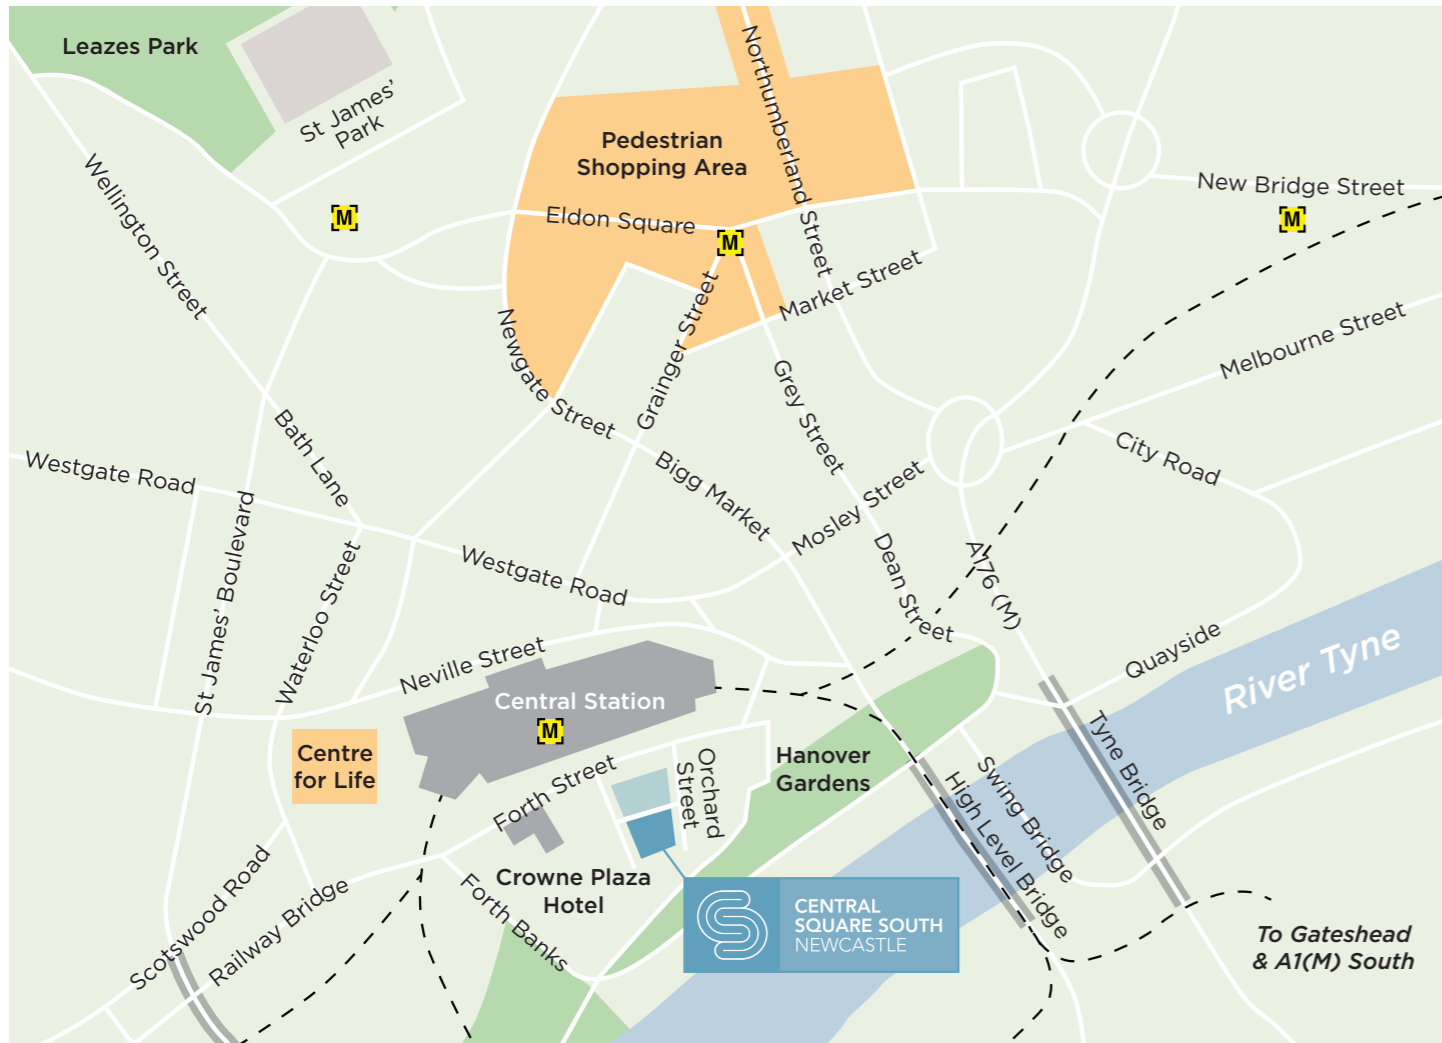 Leazes Park
St James'
Park
Northumberland Street
Pedestrian
Shopping Area
Wellington Street
New Bridge Street
M
M
Eldon Square
M
Market Street
Grainger Street
Newgate Street
Melbourne Street
Grey Street
City Road
Bath Lane
Westgate Road
Bigg Market
Mosley Street
St James' Boulevard
Waterloo Street
Westgate Road
Dean Street
A176 (M)
Quayside
River Tyne
Neville Street
Central Station
M
Centre
for Life
Hanover
Gardens
Orchard
Street
Forth Street
Tyne Bridge
Swing Bridge
High Level Bridge
Crowne Plaza
Hotel
Scotswood Road
Railway Bridge
Forth Banks
CENTRAL
SQUARE SOUTH
NEWCASTLE
To Gateshead
& A1(M) South